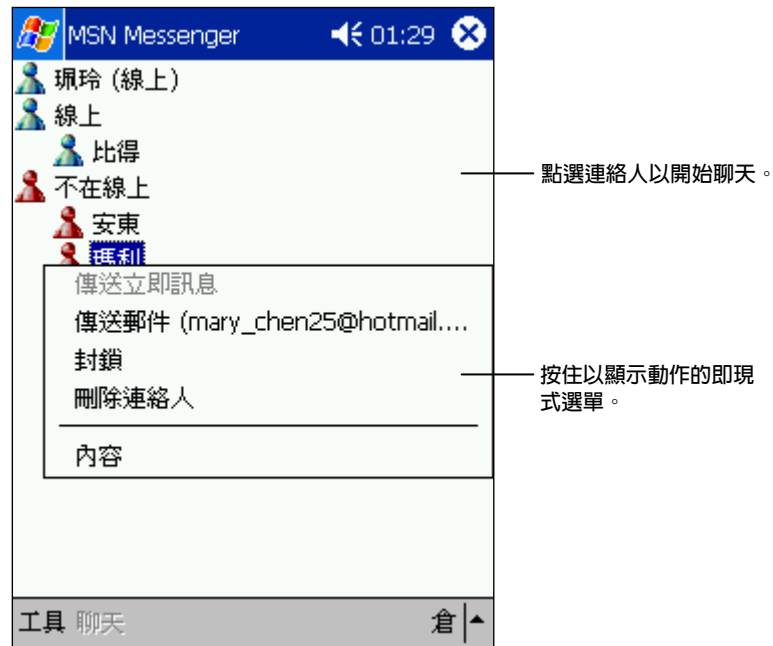 MSN Messenger 01:29
珮玲 (線上)
線上
比得
不在線上
安東
瑪利
傳送立即訊息
傳送郵件 (mary_chen25@hotmail....
封鎖
刪除連絡人
內容
工具 聊天 倉
點選連絡人以開始聊天。
按住以顯示動作的即現
式選單。